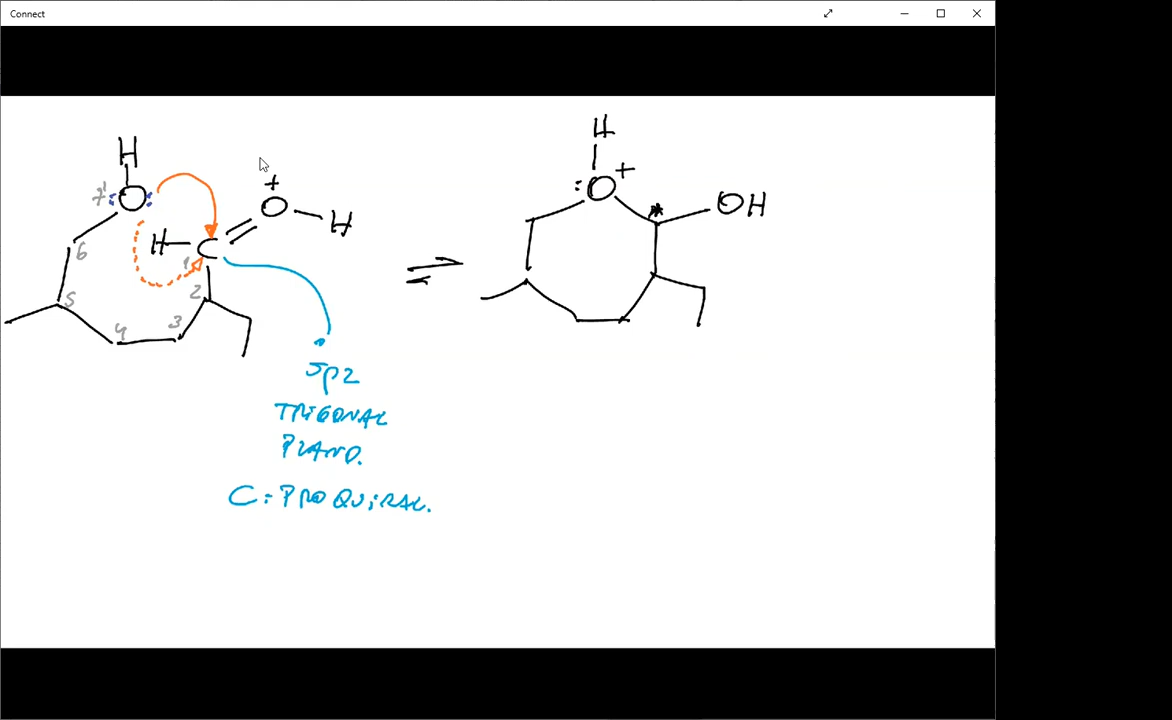 Connect
H
7' :O:
+
O-H
H-C
1
6
2
5
3
4
sp2
TRIGONAL
PLANO.
C: PROQUIRAL.
H
:O+
*
OH